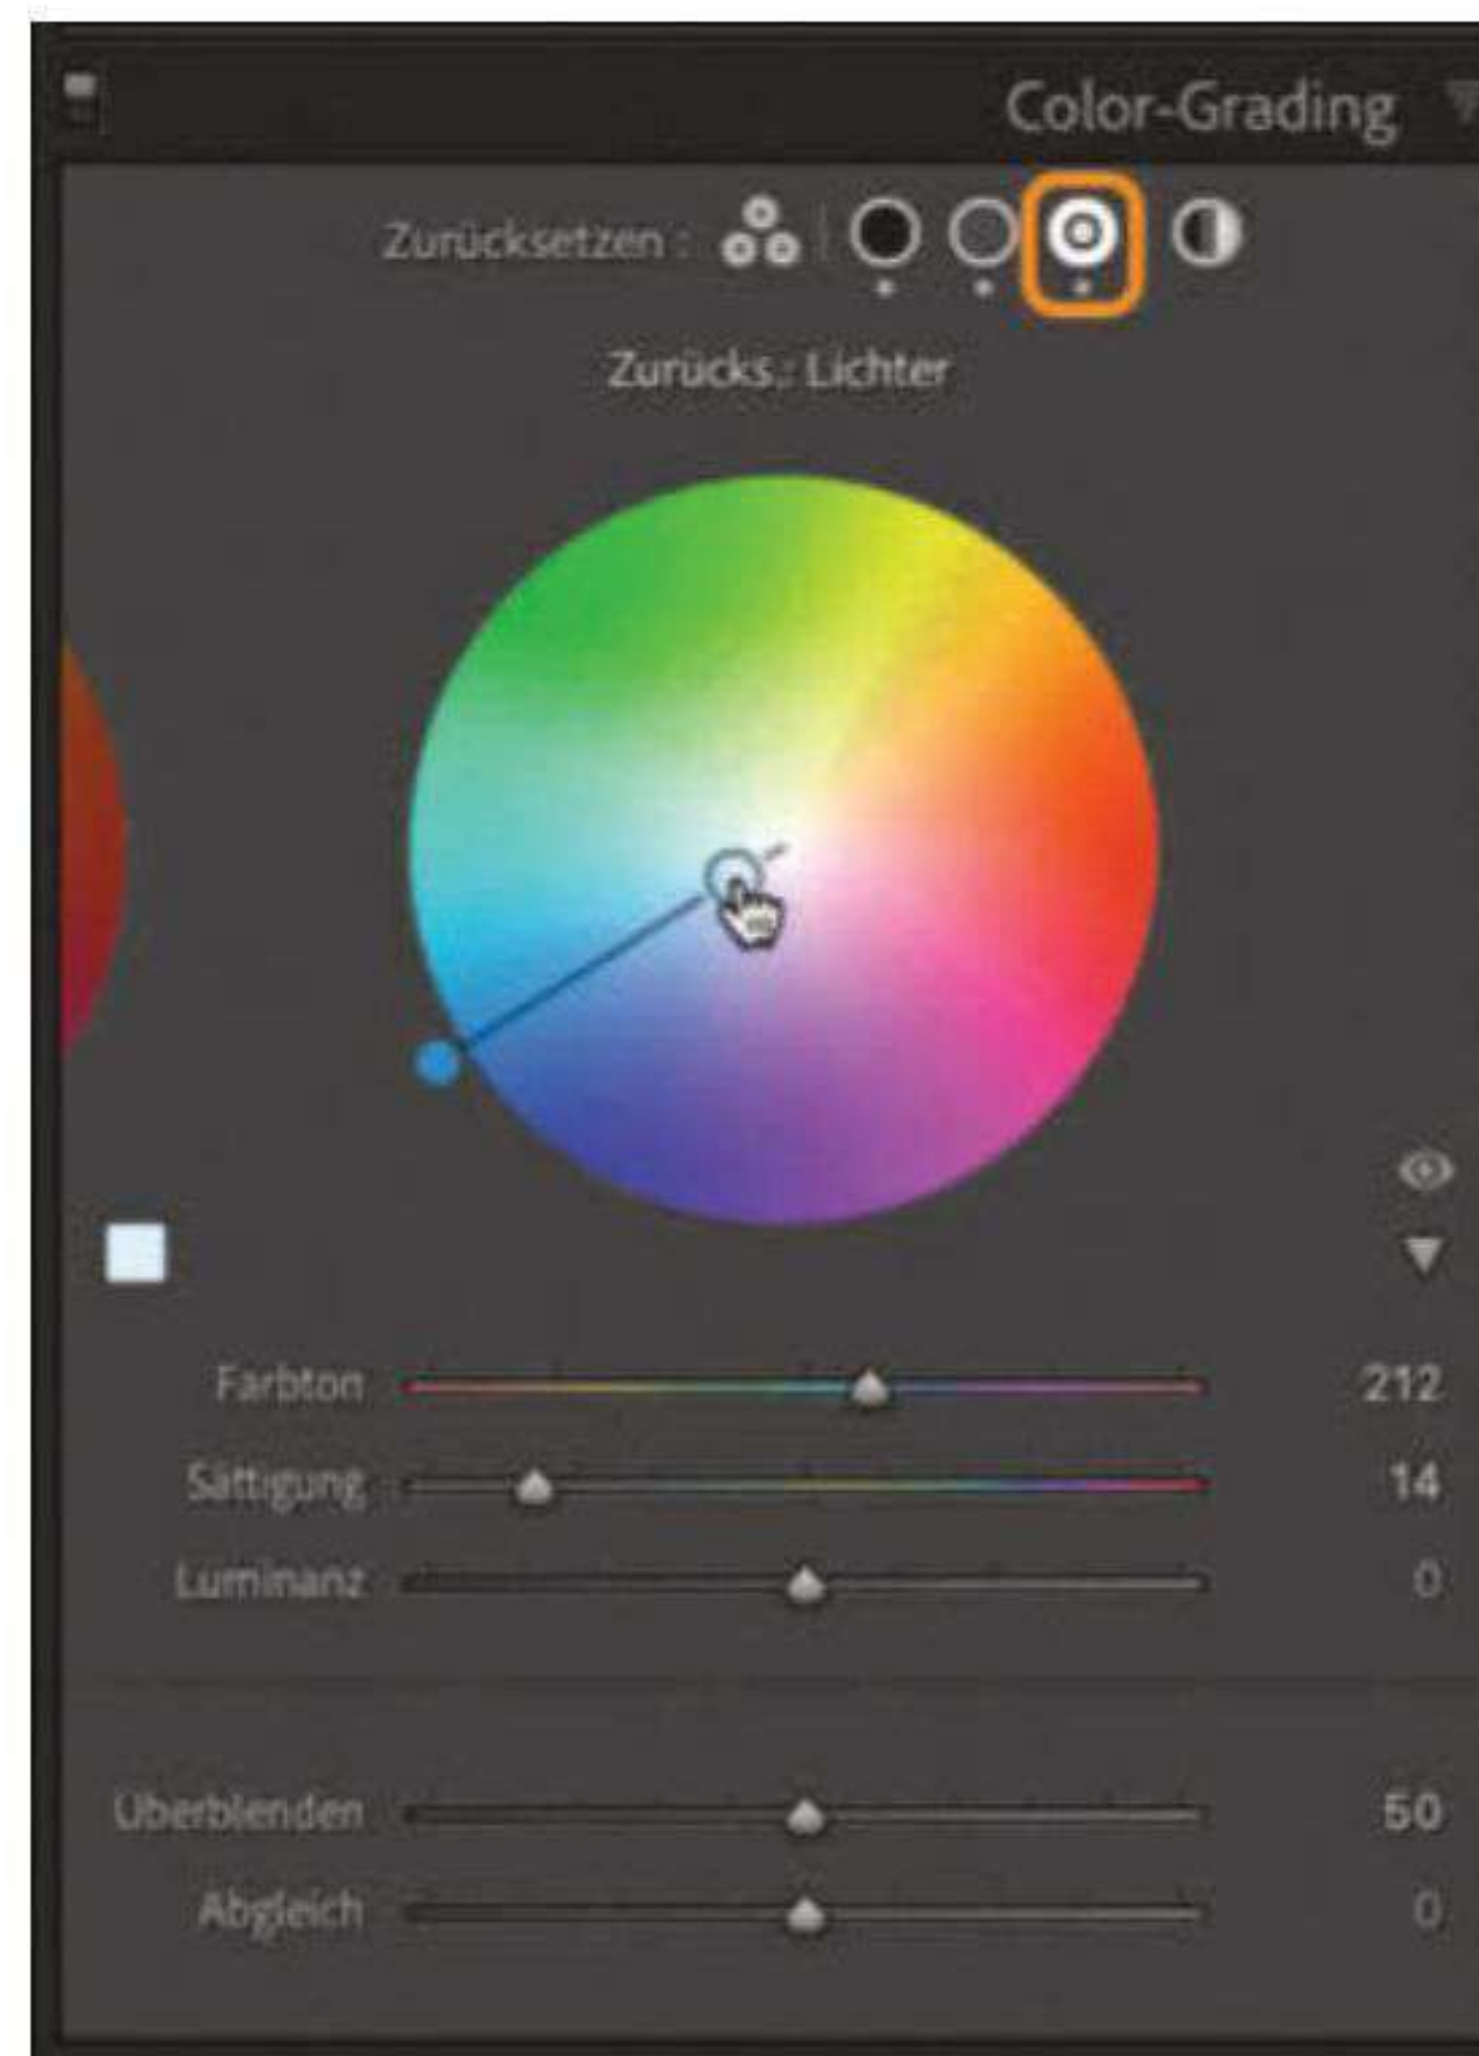 Color-Grading
Zurücksetzen :
Zurücks.: Lichter
Farbton 212
Sättigung 14
Luminanz 0
Überblenden 50
Abgleich 0